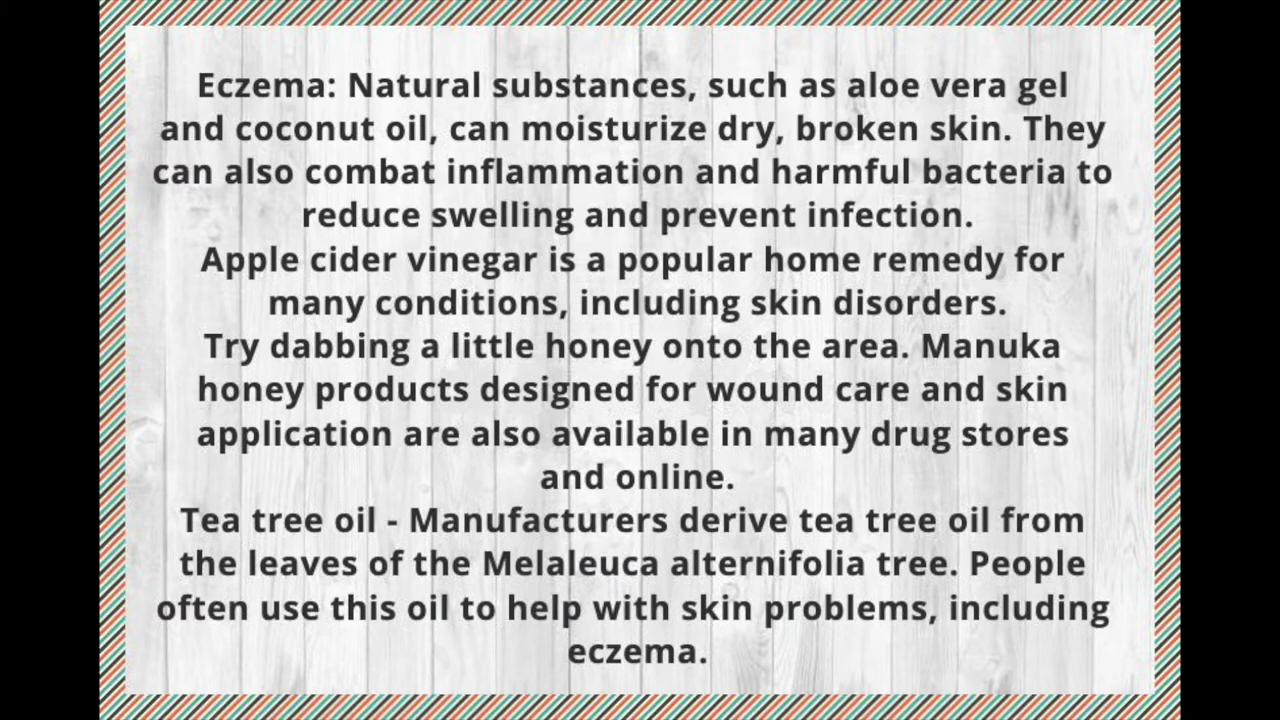 Eczema: Natural substances, such as aloe vera gel
and coconut oil, can moisturize dry, broken skin. They
can also combat inflammation and harmful bacteria to
reduce swelling and prevent infection.
Apple cider vinegar is a popular home remedy for
many conditions, including skin disorders.
Try dabbing a little honey onto the area. Manuka
honey products designed for wound care and skin
application are also available in many drug stores
and online.
Tea tree oil - Manufacturers derive tea tree oil from
the leaves of the Melaleuca alternifolia tree. People
often use this oil to help with skin problems, including
eczema.